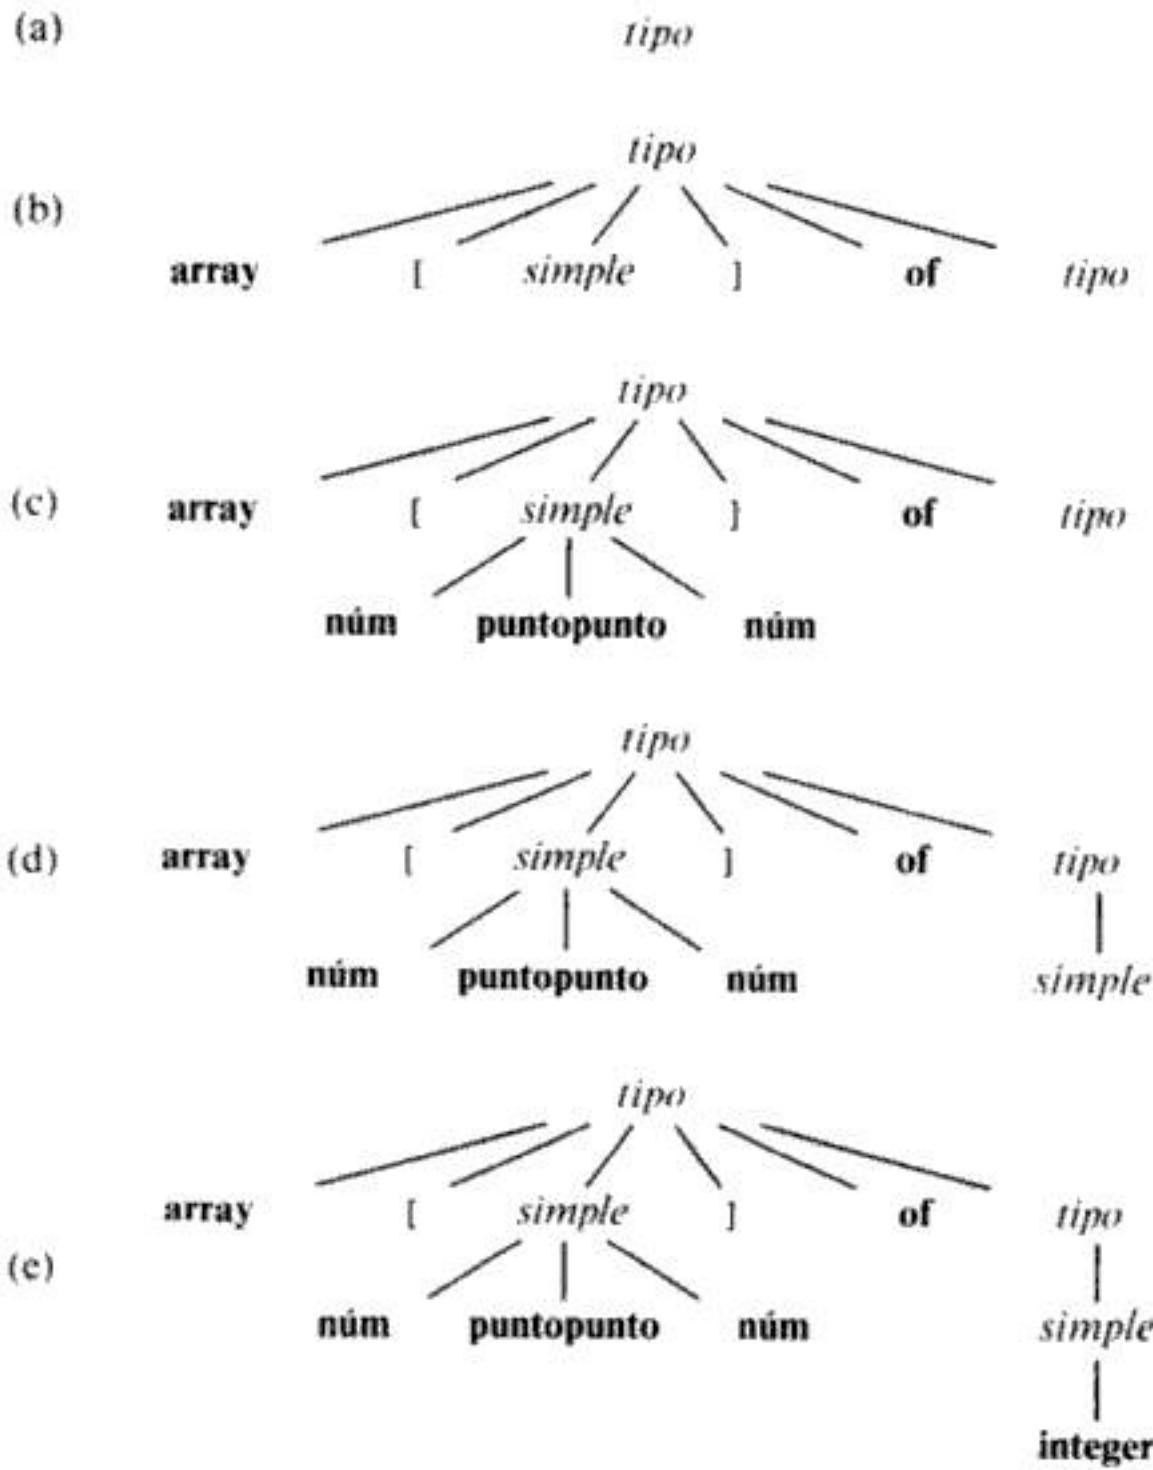 (a) tipo
tipo
(b)
array [ simple ] of tipo
tipo
(c) array [ simple ] of tipo
núm puntopunto núm
tipo
(d) array [ simple ] of tipo
núm puntopunto núm simple
tipo
array [ simple ] of tipo
(e)
núm puntopunto núm simple
integer